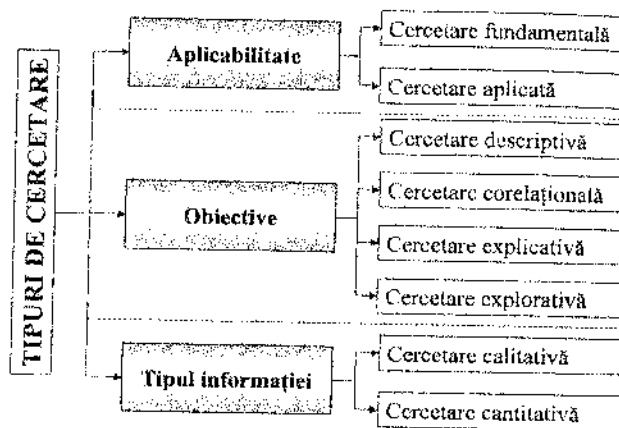 TIPURI DE CERCETARE
Aplicabilitate
Cercetare fundamentală
Cercetare aplicată
Obiective
Cercetare descriptivă
Cercetare corelațională
Cercetare explicativă
Cercetare explorativă
Tipul informației
Cercetare calitativă
Cercetare cantitativă